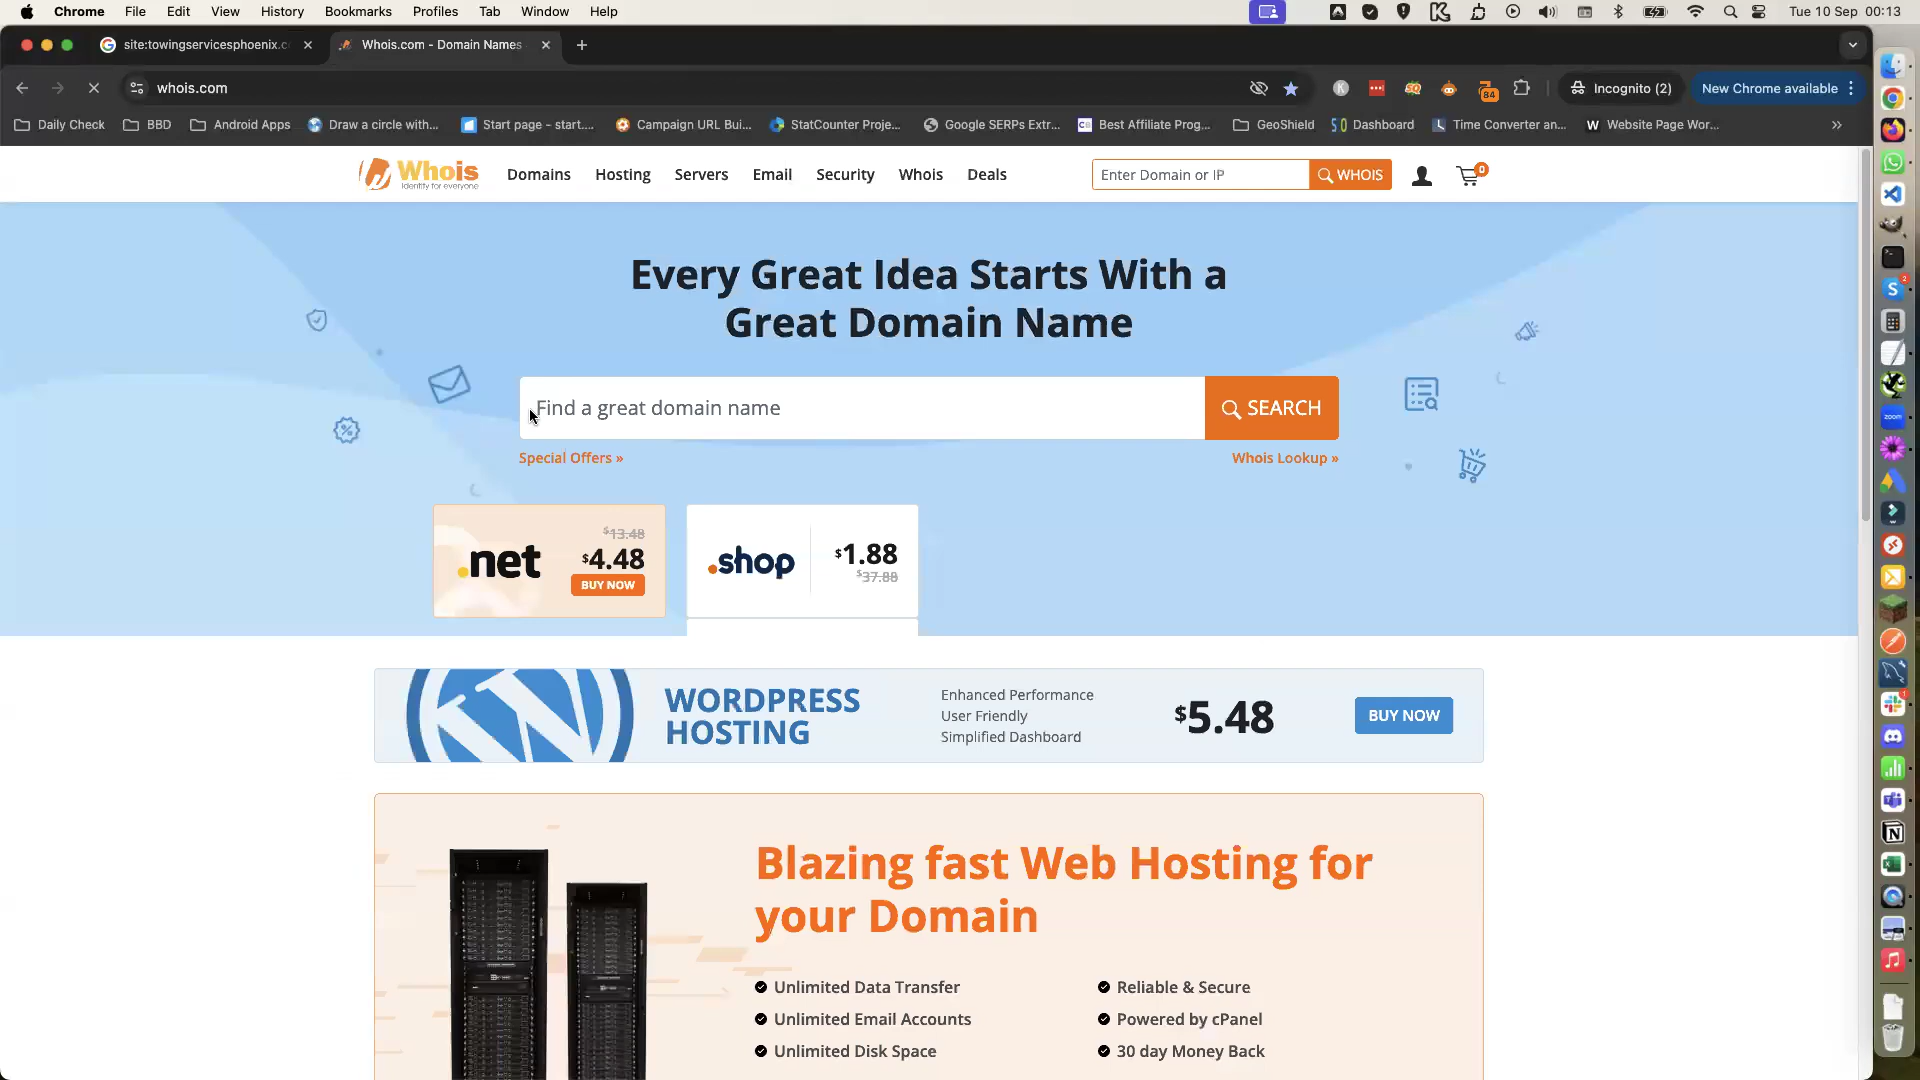 Chrome File Edit View History Bookmarks Profiles Tab Window Help Tue 10 Sep 00:13
site:towingservicesphoenix.c Whois.com - Domain Names
whois.com 84 Incognito (2) New Chrome available
Daily Check BBD Android Apps Draw a circle with... Start page – start.... Campaign URL Bui... StatCounter Proje... Google SERPs Extr... Best Affiliate Prog... GeoShield Dashboard Time Converter an... Website Page Wor... »
Whois Domains Hosting Servers Email Security Whois Deals Enter Domain or IP WHOIS 0
Identity for everyone
Every Great Idea Starts With a
Great Domain Name
Find a great domain name SEARCH
Special Offers » Whois Lookup »
.net $13.48 $4.48 BUY NOW
.shop $1.88 $37.88
WORDPRESS
HOSTING
Enhanced Performance
User Friendly
Simplified Dashboard
$5.48
BUY NOW
Blazing fast Web Hosting for
your Domain
Unlimited Data Transfer Reliable & Secure
Unlimited Email Accounts Powered by cPanel
Unlimited Disk Space 30 day Money Back
zoom